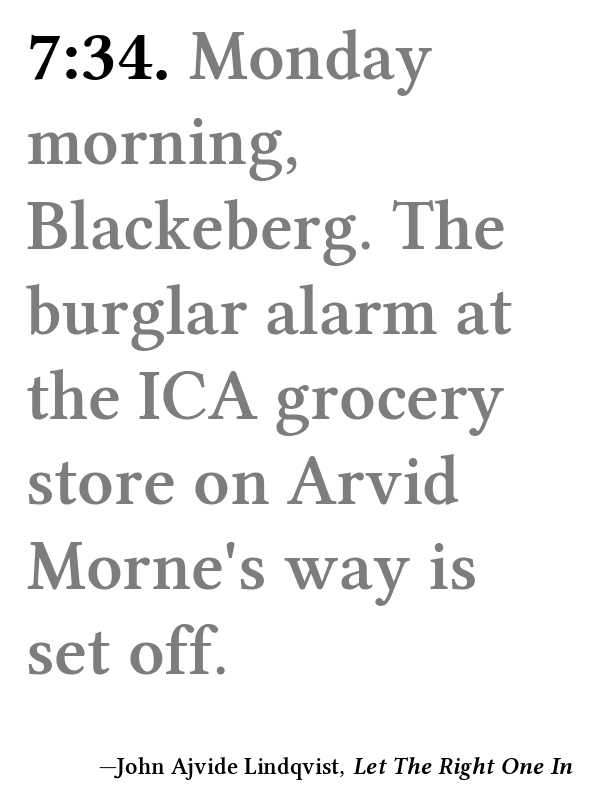 7:34. Monday
morning,
Blackeberg. The
burglar alarm at
the ICA grocery
store on Arvid
Morne's way is
set off.
—John Ajvide Lindqvist, Let The Right One In